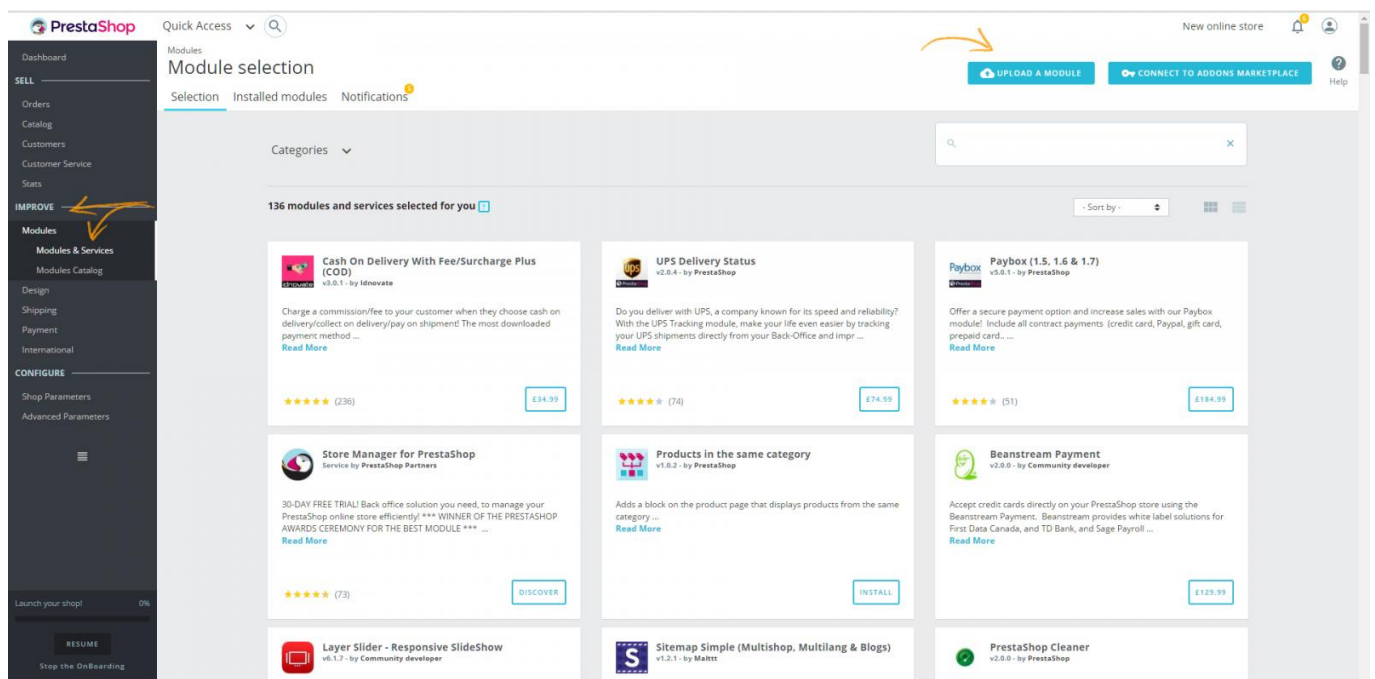 PrestaShop
Quick Access
New online store
Dashboard
SELL
Orders
Catalog
Customers
Customer Service
Stats
IMPROVE
Modules
Modules & Services
Modules Catalog
Design
Shipping
Payment
International
CONFIGURE
Shop Parameters
Advanced Parameters
Launch your shop! 0%
RESUME
Stop the OnBoarding
Modules
Module selection
UPLOAD A MODULE
CONNECT TO ADDONS MARKETPLACE
Help
Selection Installed modules Notifications
Categories
136 modules and services selected for you
- Sort by -
Cash On Delivery With Fee/Surcharge Plus
(COD)
v3.0.1 - by Idnovate
Charge a commission/fee to your customer when they choose cash on
delivery/collect on delivery/pay on shipment! The most downloaded
payment method ...
Read More
(236)
£34.99
UPS Delivery Status
v2.0.4 - by PrestaShop
Do you deliver with UPS, a company known for its speed and reliability?
With the UPS Tracking module, make your life even easier by tracking
your UPS shipments directly from your Back-Office and impr ...
Read More
(74)
£74.99
Paybox
Paybox (1.5, 1.6 & 1.7)
v5.0.1 - by PrestaShop
Offer a secure payment option and increase sales with our Paybox
module! Include all contract payments (credit card, Paypal, gift card,
prepaid card.. ...
Read More
(51)
£184.99
Store Manager for PrestaShop
Service by PrestaShop Partners
30-DAY FREE TRIAL! Back office solution you need, to manage your
PrestaShop online store efficiently! *** WINNER OF THE PRESTASHOP
AWARDS CEREMONY FOR THE BEST MODULE *** ...
Read More
(73)
DISCOVER
Products in the same category
v1.0.2 - by PrestaShop
Adds a block on the product page that displays products from the same
category ...
Read More
INSTALL
Beanstream Payment
v2.0.0 - by Community developer
Accept credit cards directly on your PrestaShop store using the
Beanstream Payment. Beanstream provides white label solutions for
First Data Canada, and TD Bank, and Sage Payroll ...
Read More
£129.99
Layer Slider - Responsive SlideShow
v6.1.7 - by Community developer
S
Sitemap Simple (Multishop, Multilang & Blogs)
v1.2.1 - by Malttt
PrestaShop Cleaner
v2.0.0 - by PrestaShop